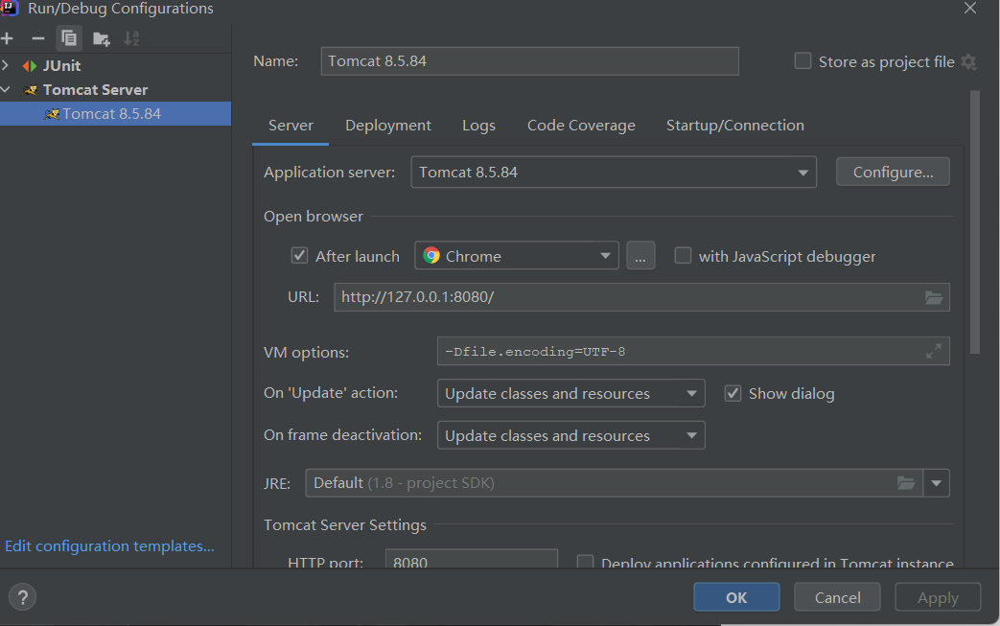 Run/Debug Configurations
JUnit
Tomcat Server
Tomcat 8.5.84
Edit configuration templates...
Name: Tomcat 8.5.84 Store as project file
Server Deployment Logs Code Coverage Startup/Connection
Application server: Tomcat 8.5.84 Configure...
Open browser
After launch Chrome ... with JavaScript debugger
URL: http://127.0.0.1:8080/
VM options: -Dfile.encoding=UTF-8
On 'Update' action: Update classes and resources Show dialog
On frame deactivation: Update classes and resources
JRE: Default (1.8 - project SDK)
Tomcat Server Settings
HTTP port: 8080 Deploy applications configured in Tomcat instance
? OK Cancel Apply